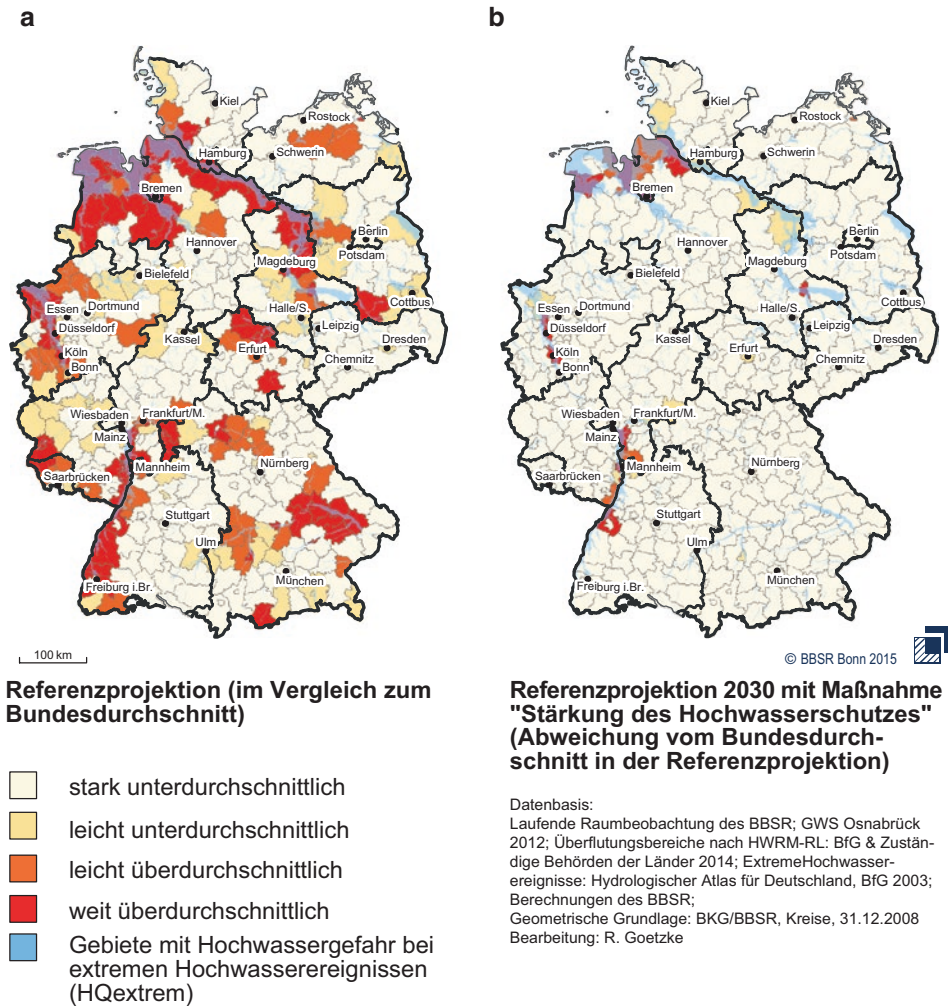 a
Kiel
Rostock
Hamburg
Schwerin
Bremen
Berlin
Hannover
Potsdam
Magdeburg
Bielefeld
Cottbus
Essen
Dortmund
Halle/S.
Düsseldorf
Leipzig
Kassel
Dresden
Köln
Erfurt
Chemnitz
Bonn
Wiesbaden
Frankfurt/M.
Mainz
Mannheim
Nürnberg
Saarbrücken
Stuttgart
Ulm
München
Freiburg i.Br.
100 km
b
Kiel
Rostock
Hamburg
Schwerin
Bremen
Berlin
Hannover
Potsdam
Magdeburg
Bielefeld
Cottbus
Essen
Dortmund
Halle/S.
Düsseldorf
Leipzig
Kassel
Dresden
Köln
Erfurt
Chemnitz
Bonn
Wiesbaden
Frankfurt/M.
Mainz
Mannheim
Nürnberg
Saarbrücken
Stuttgart
Ulm
München
Freiburg i.Br.
© BBSR Bonn 2015
Referenzprojektion (im Vergleich zum
Bundesdurchschnitt)
stark unterdurchschnittlich
leicht unterdurchschnittlich
leicht überdurchschnittlich
weit überdurchschnittlich
Gebiete mit Hochwassergefahr bei
extremen Hochwasserereignissen
(HQextrem)
Referenzprojektion 2030 mit Maßnahme
"Stärkung des Hochwasserschutzes"
(Abweichung vom Bundesdurch-
schnitt in der Referenzprojektion)
Datenbasis:
Laufende Raumbeobachtung des BBSR; GWS Osnabrück
2012; Überflutungsbereiche nach HWRM-RL: BfG & Zustän-
dige Behörden der Länder 2014; ExtremeHochwasser-
ereignisse: Hydrologischer Atlas für Deutschland, BfG 2003;
Berechnungen des BBSR;
Geometrische Grundlage: BKG/BBSR, Kreise, 31.12.2008
Bearbeitung: R. Goetzke